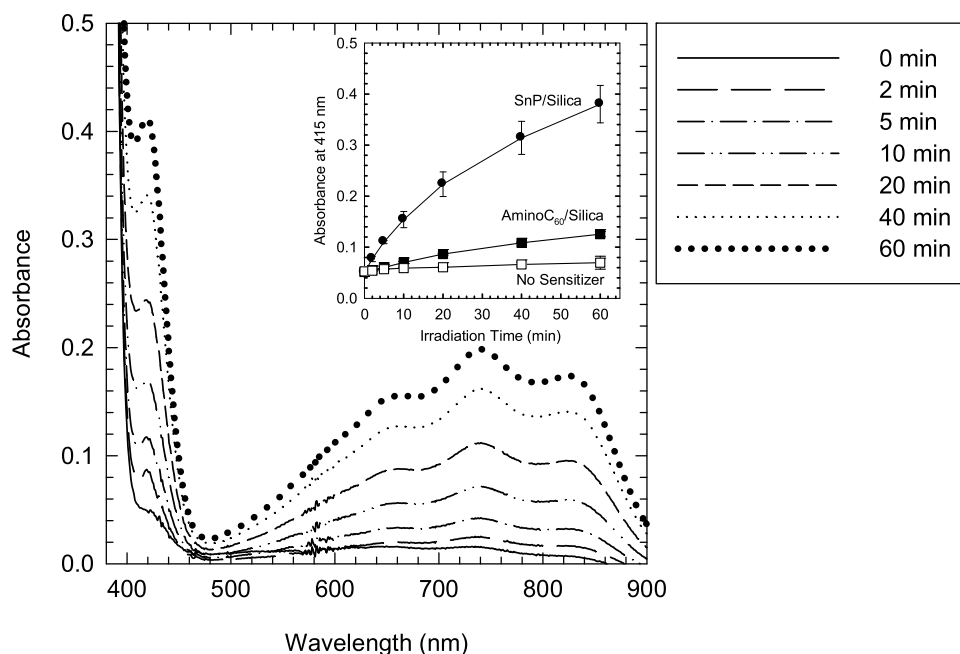 0.5
0.4
0.3
0.2
0.1
0.0
Absorbance
400 500 600 700 800 900
Wavelength (nm)
0.5
0.4
0.3
0.2
0.1
0.0
Absorbance at 415 nm
0 10 20 30 40 50 60
Irradiation Time (min)
SnP/Silica
AminoC₆₀/Silica
No Sensitizer
0 min
2 min
5 min
10 min
20 min
40 min
60 min